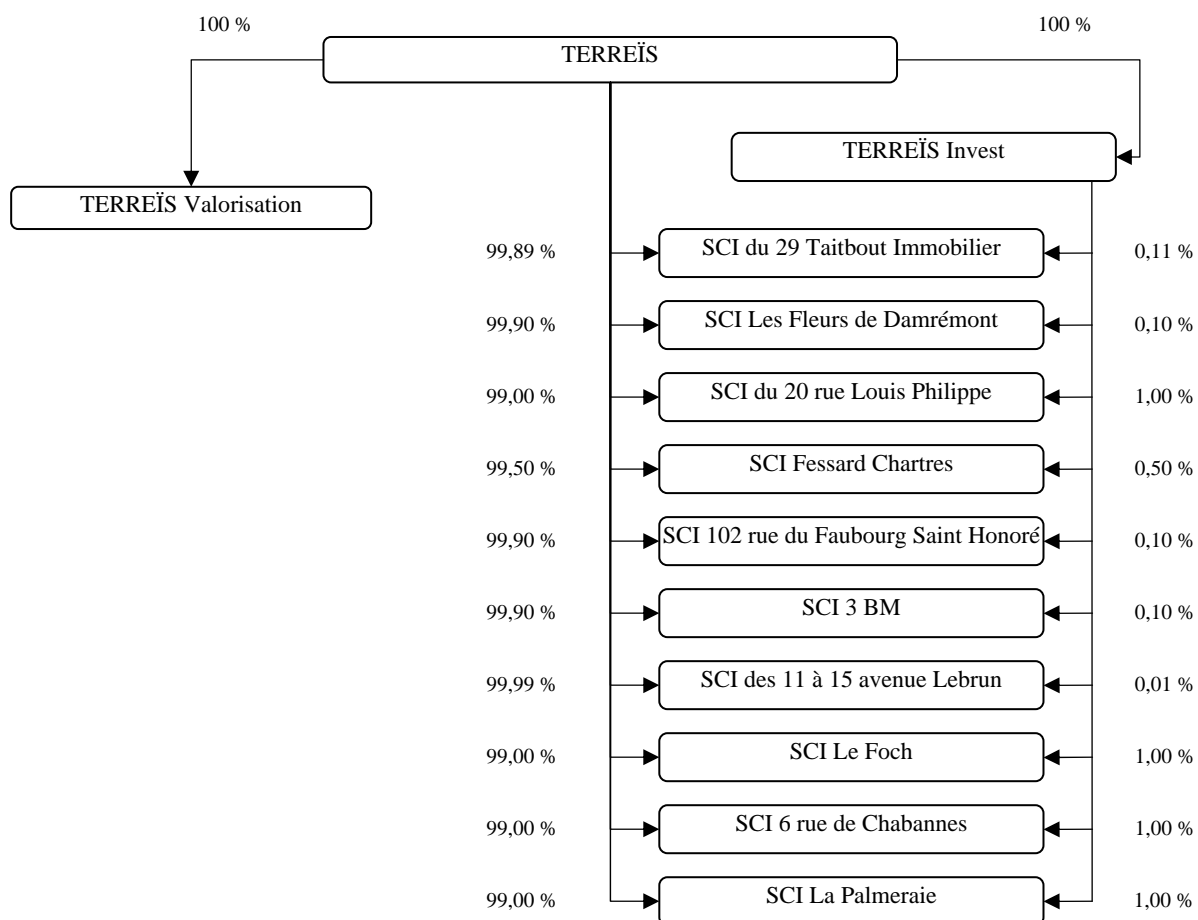 100 % 100 %
TERREÏS
TERREÏS Invest
TERREÏS Valorisation
99,89 % SCI du 29 Taitbout Immobilier 0,11 %
99,90 % SCI Les Fleurs de Damrémont 0,10 %
99,00 % SCI du 20 rue Louis Philippe 1,00 %
99,50 % SCI Fessard Chartres 0,50 %
99,90 % SCI 102 rue du Faubourg Saint Honoré 0,10 %
99,90 % SCI 3 BM 0,10 %
99,99 % SCI des 11 à 15 avenue Lebrun 0,01 %
99,00 % SCI Le Foch 1,00 %
99,00 % SCI 6 rue de Chabannes 1,00 %
99,00 % SCI La Palmeraie 1,00 %